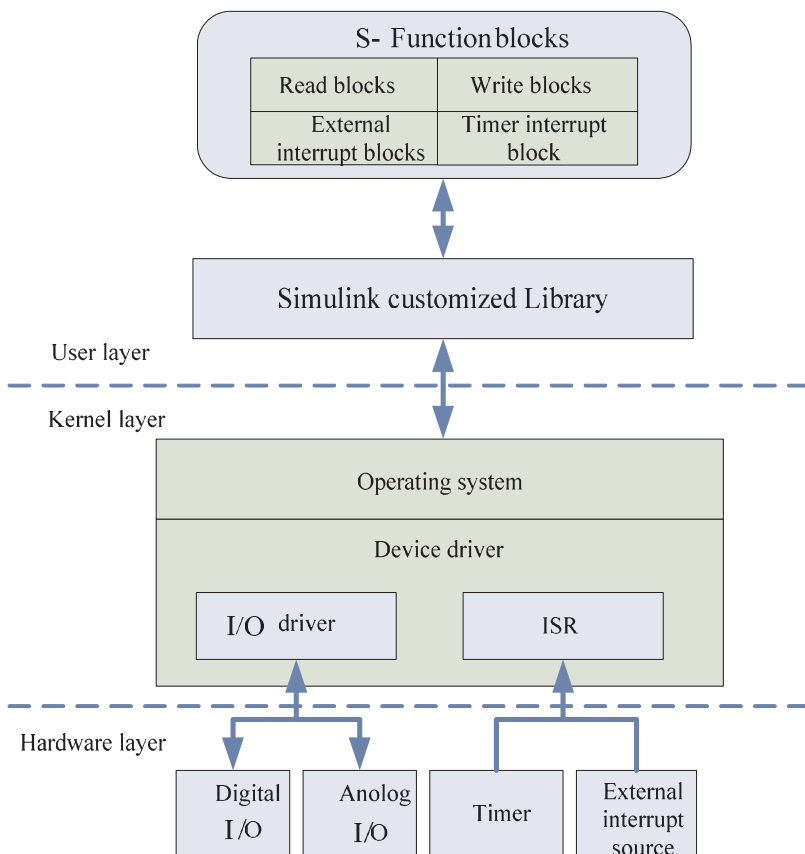 S- Function blocks
Read blocks
Write blocks
External
interrupt blocks
Timer interrupt
block
Simulink customized Library
User layer
Kernel layer
Operating system
Device driver
I/O driver
ISR
Hardware layer
Digital
I/O
Anolog
I/O
Timer
External
interrupt
source